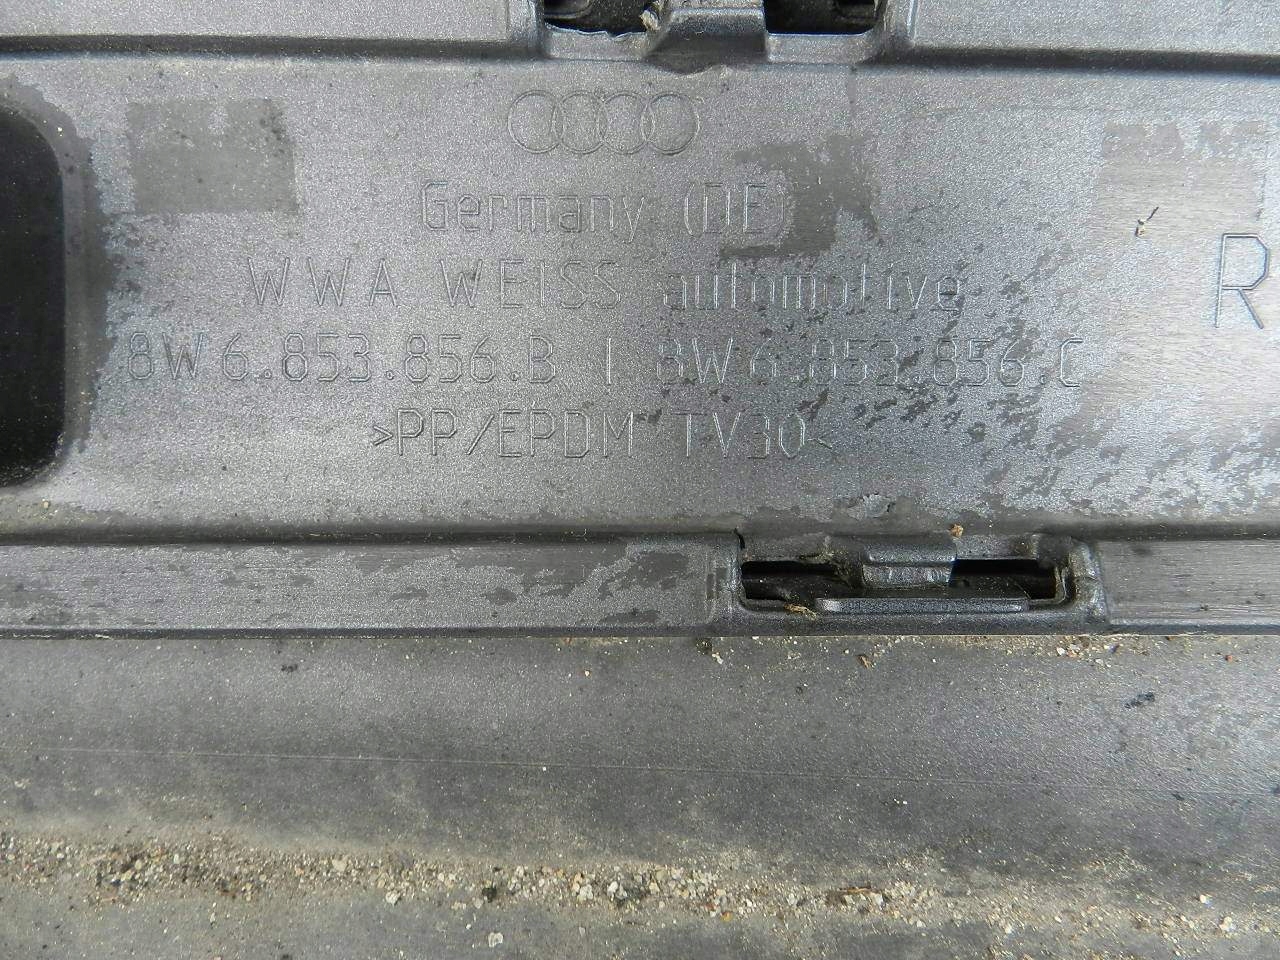 Germany (DE)
WWA WEISS automotive
R
8W6.853.856.B | 8W6.853.856.C
>PP/EPDM TV30<